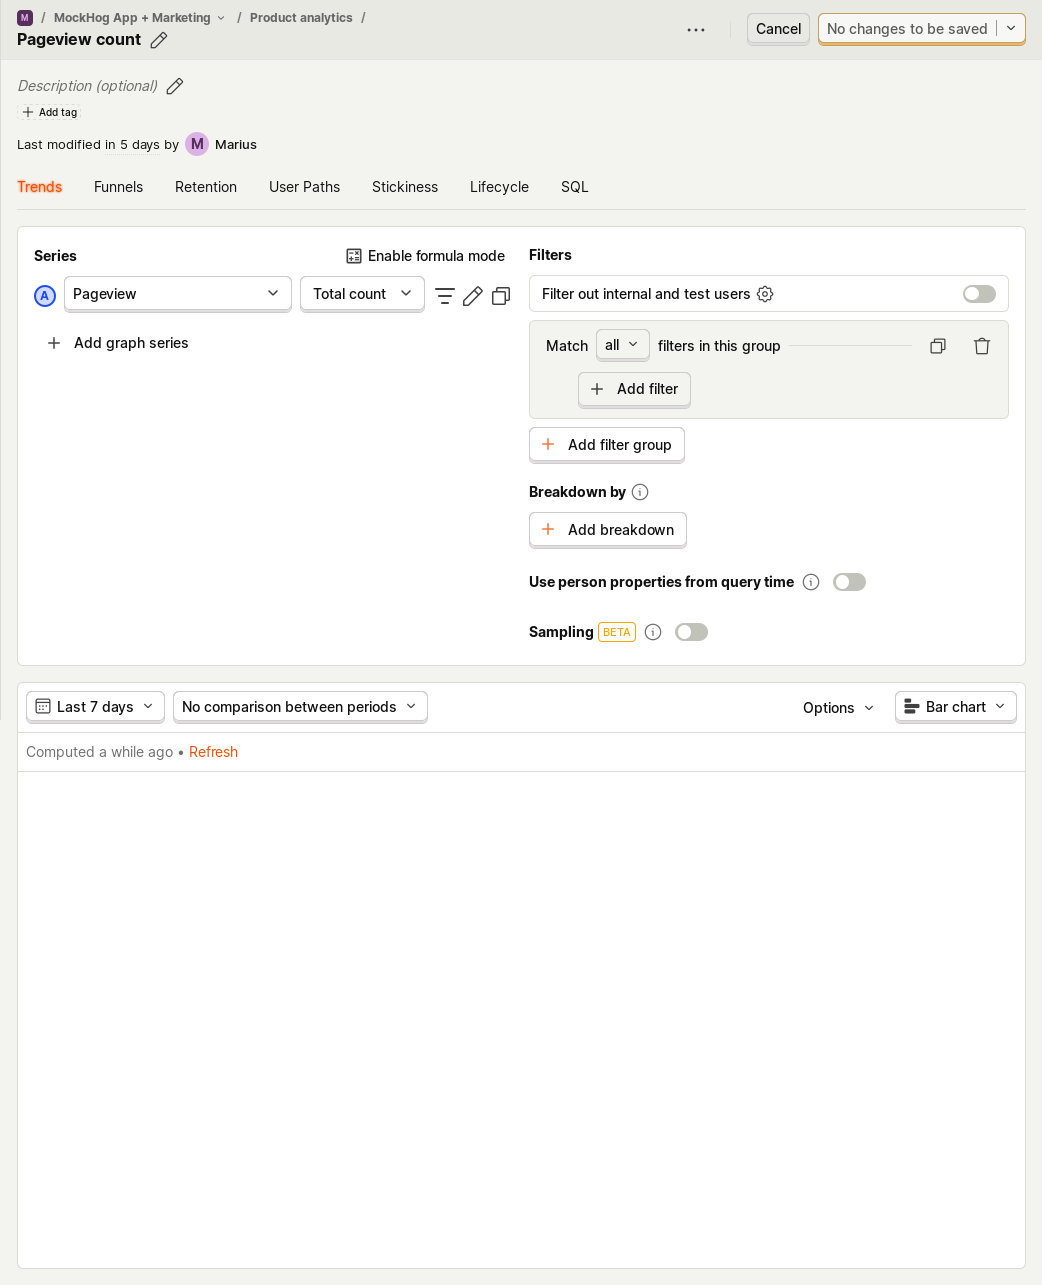 M / MockHog App + Marketing / Product analytics /
Pageview count
Cancel
No changes to be saved
Description (optional)
Add tag
Last modified in 5 days by M Marius
Trends Funnels Retention User Paths Stickiness Lifecycle SQL
Series
Enable formula mode
A Pageview Total count
Add graph series
Filters
Filter out internal and test users
Match all filters in this group
Add filter
Add filter group
Breakdown by
Add breakdown
Use person properties from query time
Sampling BETA
Last 7 days No comparison between periods Options Bar chart
Computed a while ago • Refresh